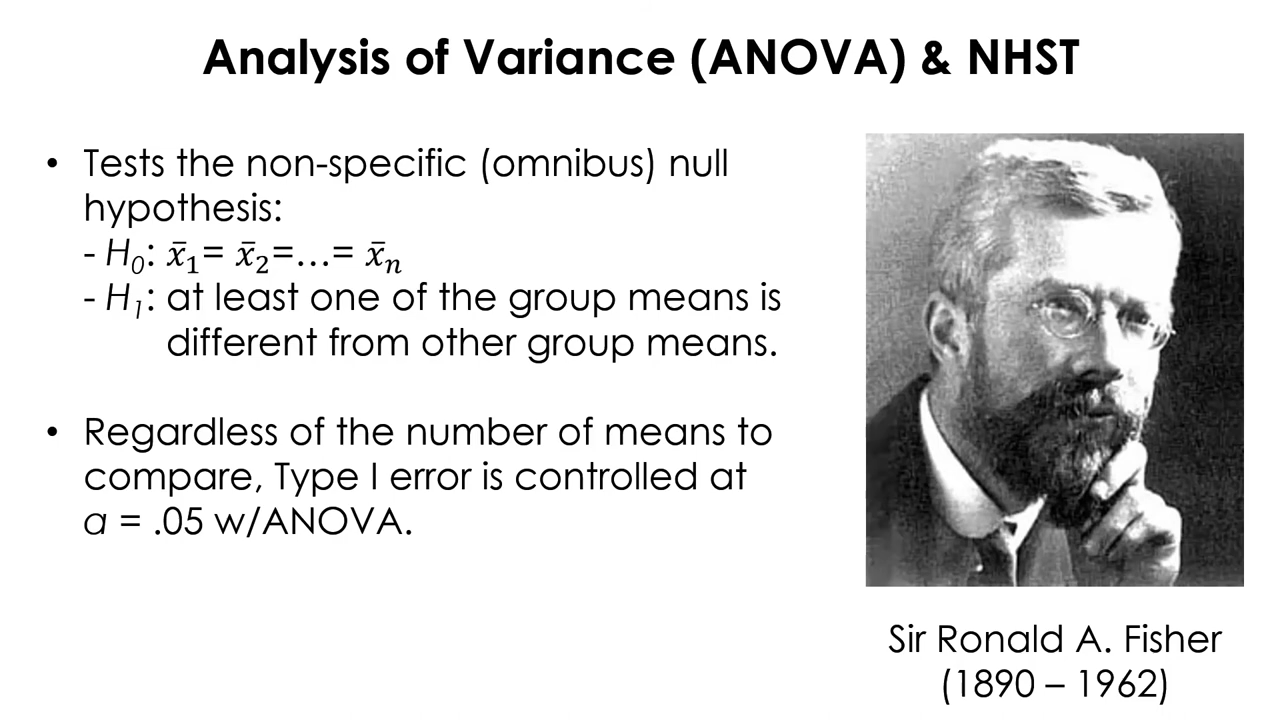 Analysis of Variance (ANOVA) & NHST
• Tests the non-specific (omnibus) null
hypothesis:
- H₀: x̄₁= x̄₂=…= x̄ₙ
- H₁: at least one of the group means is
different from other group means.
• Regardless of the number of means to
compare, Type I error is controlled at
α = .05 w/ANOVA.
Sir Ronald A. Fisher
(1890 – 1962)